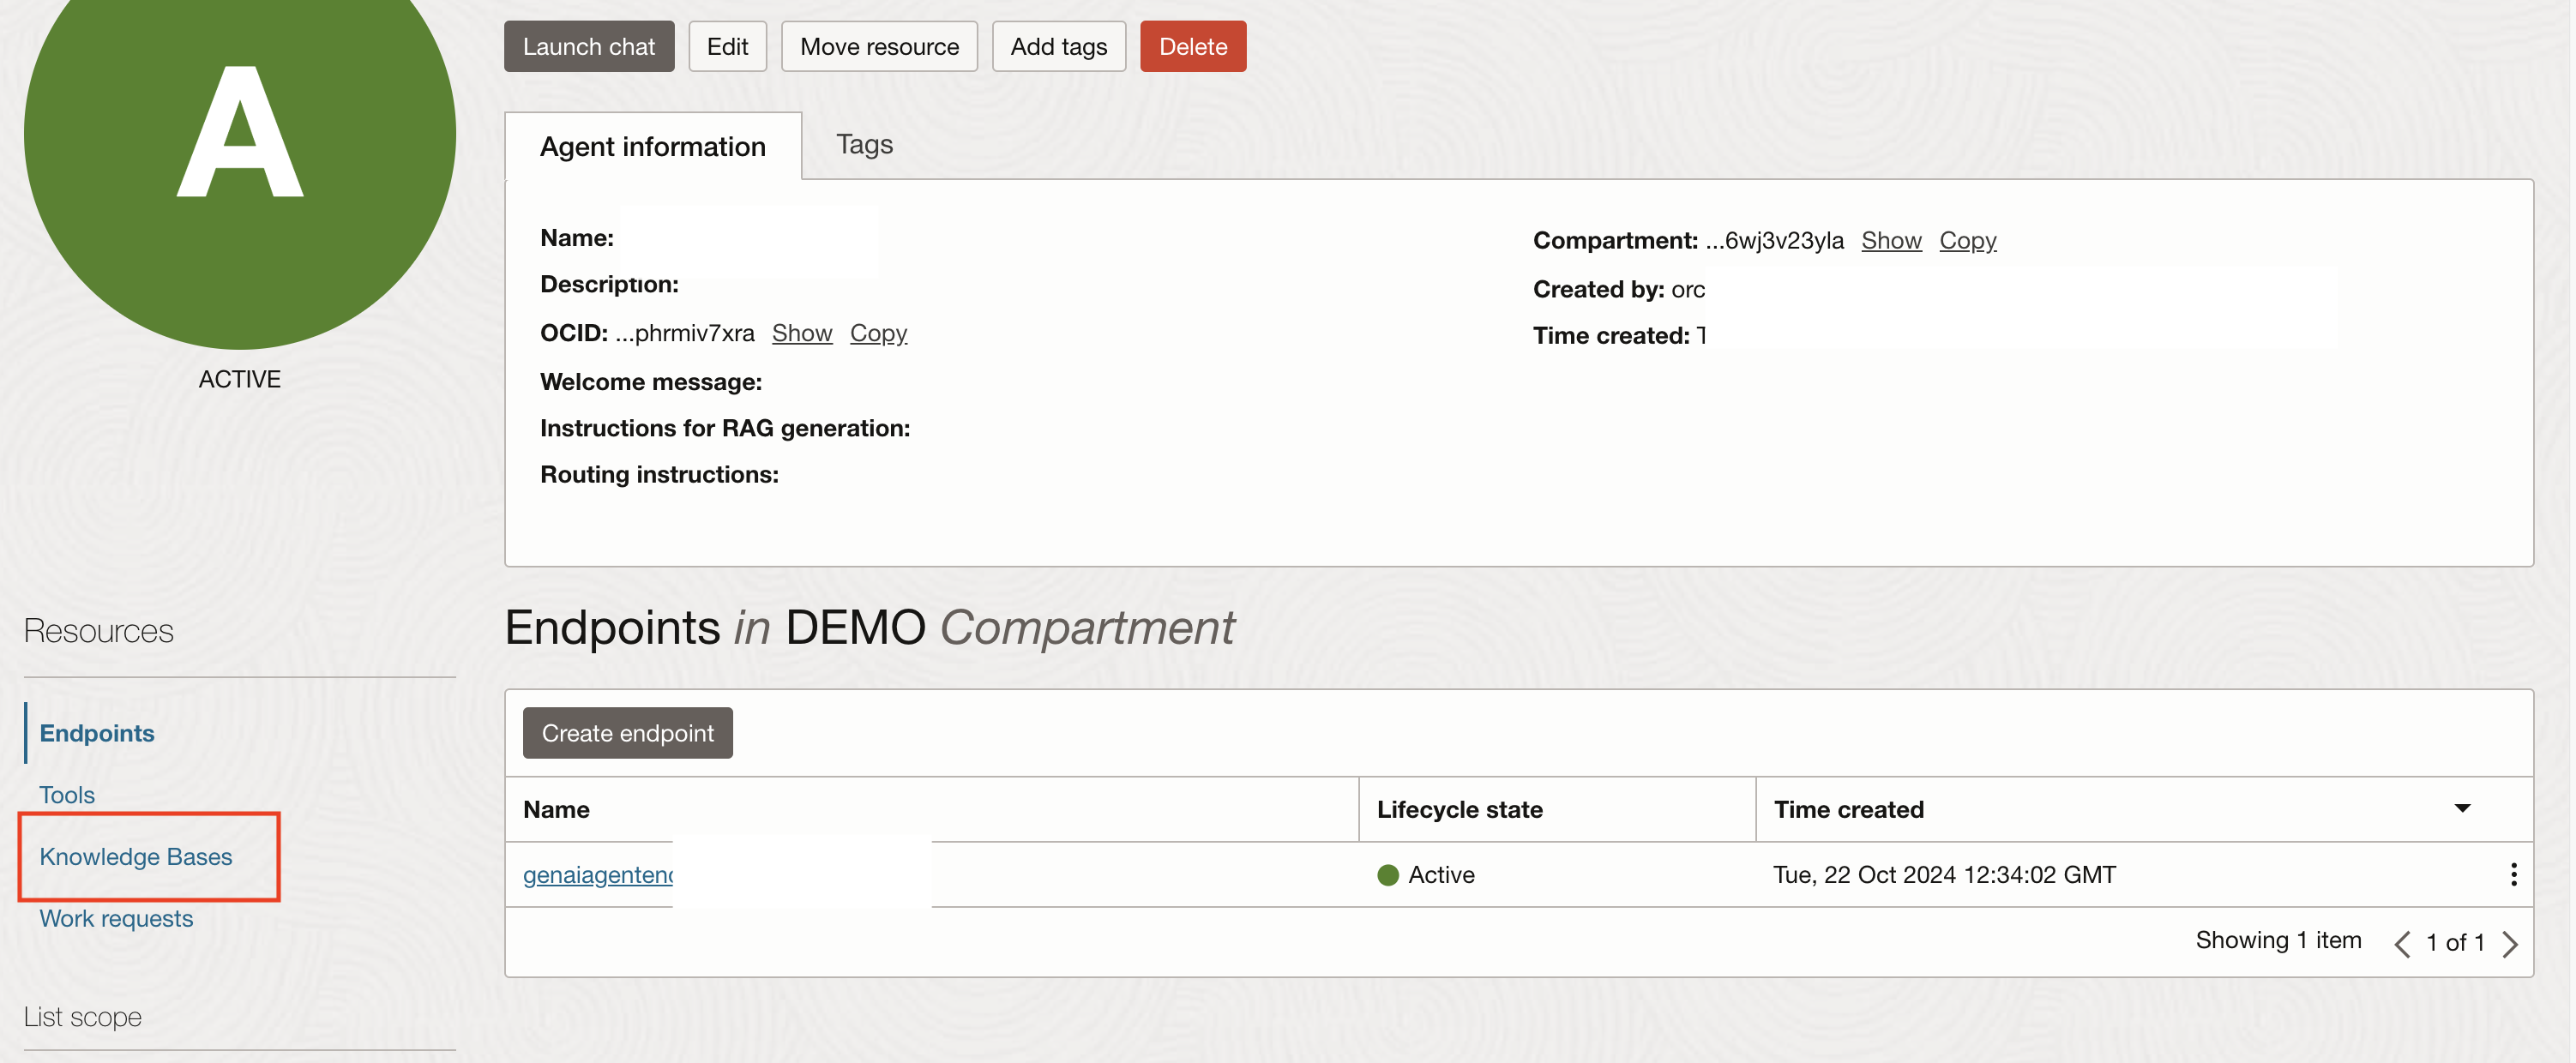 Launch chat Edit Move resource Add tags Delete
A
ACTIVE
Agent information Tags
Name:
Description:
OCID: ...phrmiv7xra Show Copy
Welcome message:
Instructions for RAG generation:
Routing instructions:
Compartment: ...6wj3v23yla Show Copy
Created by: orc
Time created: T
Resources
Endpoints
Tools
Knowledge Bases
Work requests
List scope
Endpoints in DEMO Compartment
Create endpoint
Name Lifecycle state Time created
genaiagentend Active Tue, 22 Oct 2024 12:34:02 GMT
Showing 1 item 1 of 1